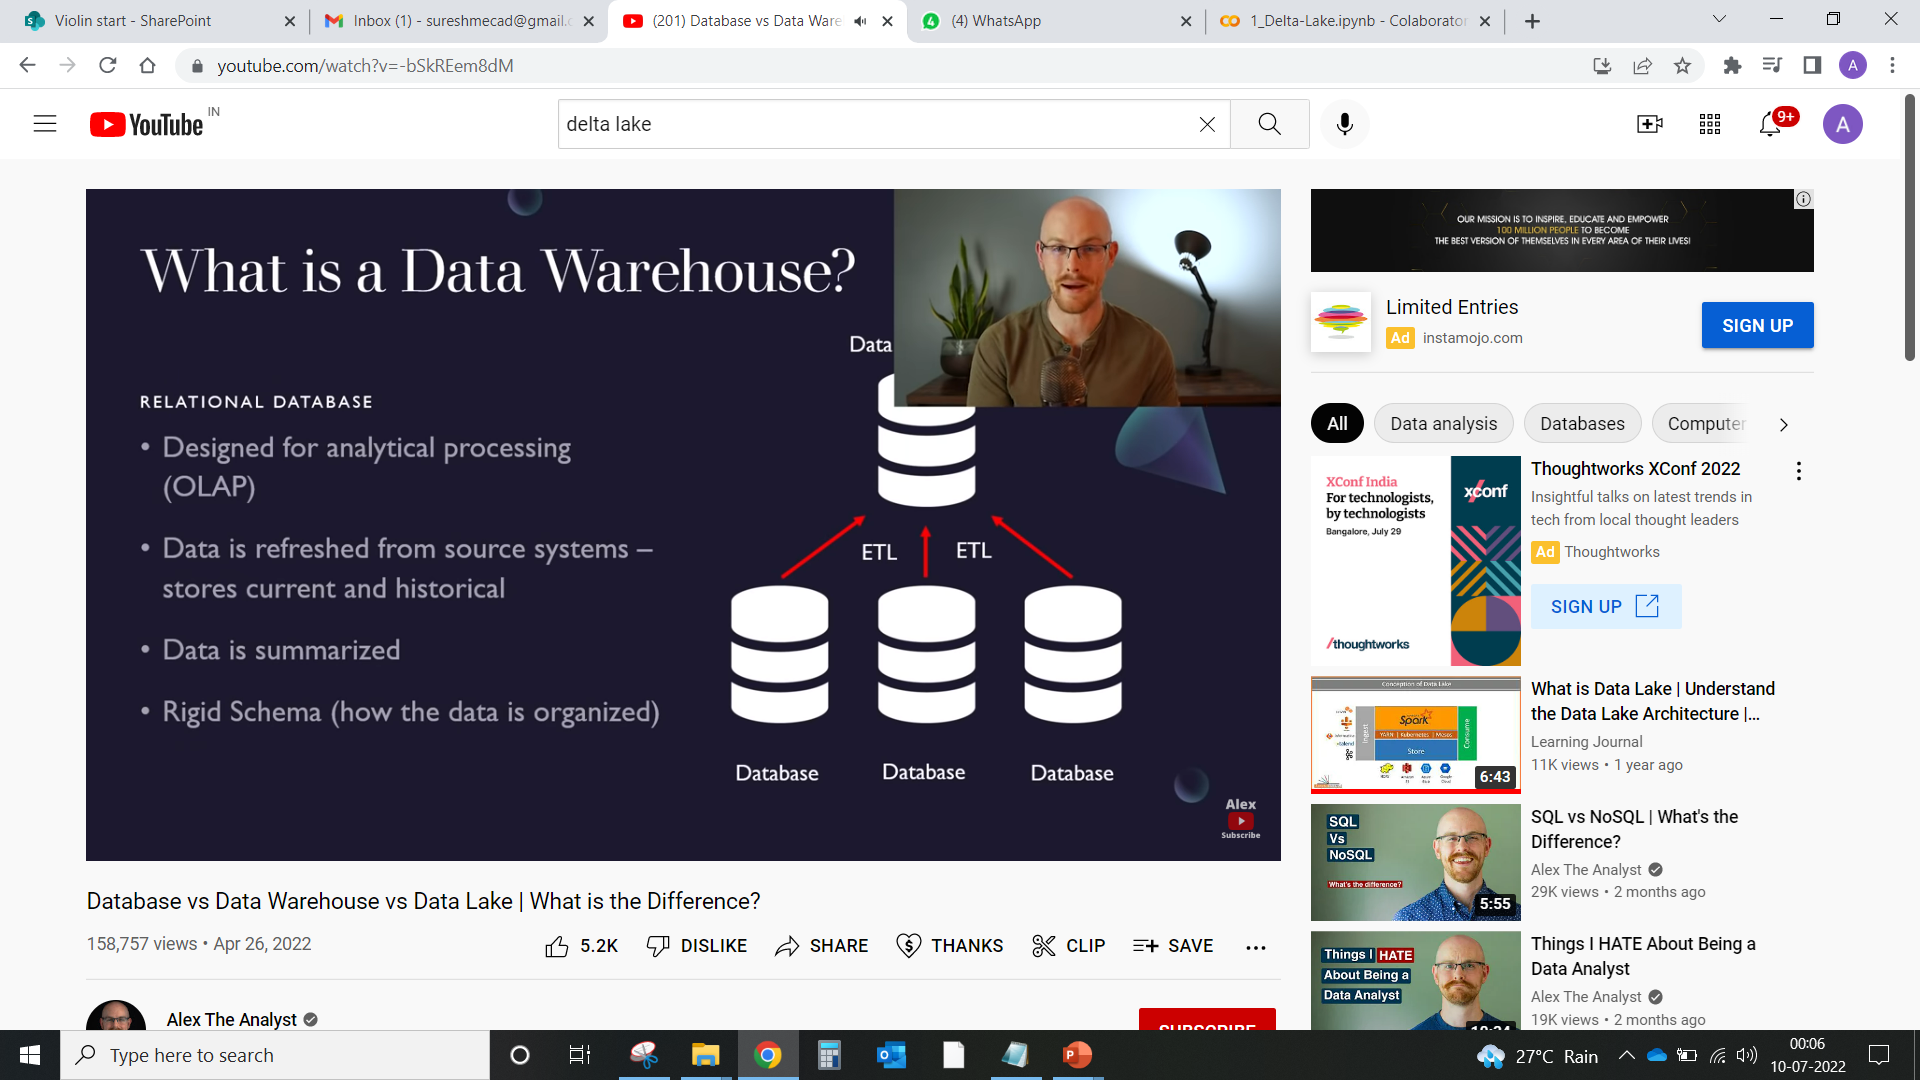 Violin start - SharePoint
Inbox (1) - sureshmecad@gmail.c
(201) Database vs Data Ware
(4) WhatsApp
1_Delta-Lake.ipynb - Colaborator
youtube.com/watch?v=-bSkREem8dM
A
YouTube IN
delta lake
9+
A
What is a Data Warehouse?
Data
RELATIONAL DATABASE
• Designed for analytical processing
(OLAP)
• Data is refreshed from source systems –
stores current and historical
• Data is summarized
• Rigid Schema (how the data is organized)
ETL
ETL
Database
Database
Database
Alex
Subscribe
Database vs Data Warehouse vs Data Lake | What is the Difference?
158,757 views • Apr 26, 2022
5.2K
DISLIKE
SHARE
THANKS
CLIP
SAVE
Alex The Analyst
SUBSCRIBE
OUR MISSION IS TO INSPIRE, EDUCATE AND EMPOWER
100 MILLION PEOPLE TO BECOME
THE BEST VERSION OF THEMSELVES IN EVERY AREA OF THEIR LIVES!
Limited Entries
Ad instamojo.com
SIGN UP
All
Data analysis
Databases
Computer
XConf India
For technologists,
by technologists
Bangalore, July 29
/thoughtworks
xconf
Thoughtworks XConf 2022
Insightful talks on latest trends in
tech from local thought leaders
Ad Thoughtworks
SIGN UP
Conception of Data Lake
Ingest
Spark
YARN | Kubernetes | Mesos
Store
Consume
6:43
What is Data Lake | Understand
the Data Lake Architecture |...
Learning Journal
11K views • 1 year ago
SQL
Vs
NoSQL
What's the difference?
5:55
SQL vs NoSQL | What's the
Difference?
Alex The Analyst
29K views • 2 months ago
Things I HATE
About Being a
Data Analyst
Things I HATE About Being a
Data Analyst
Alex The Analyst
19K views • 2 months ago
Type here to search
27°C Rain
00:06
10-07-2022